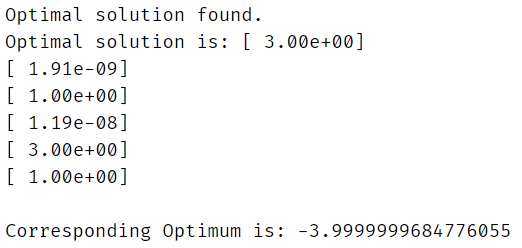 Optimal solution found.
Optimal solution is: [ 3.00e+00]
[ 1.91e-09]
[ 1.00e+00]
[ 1.19e-08]
[ 3.00e+00]
[ 1.00e+00]
Corresponding Optimum is: -3.9999999684776055